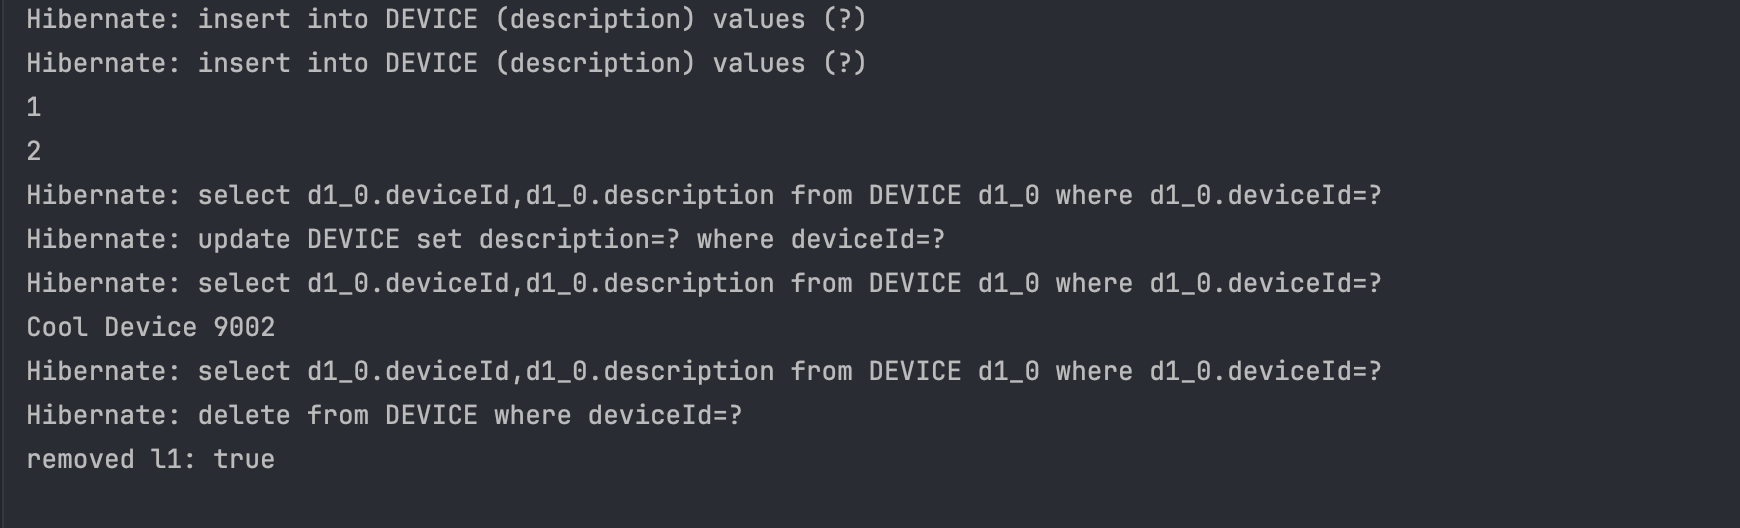 Hibernate: insert into DEVICE (description) values (?)
Hibernate: insert into DEVICE (description) values (?)
1
2
Hibernate: select d1_0.deviceId,d1_0.description from DEVICE d1_0 where d1_0.deviceId=?
Hibernate: update DEVICE set description=? where deviceId=?
Hibernate: select d1_0.deviceId,d1_0.description from DEVICE d1_0 where d1_0.deviceId=?
Cool Device 9002
Hibernate: select d1_0.deviceId,d1_0.description from DEVICE d1_0 where d1_0.deviceId=?
Hibernate: delete from DEVICE where deviceId=?
removed l1: true